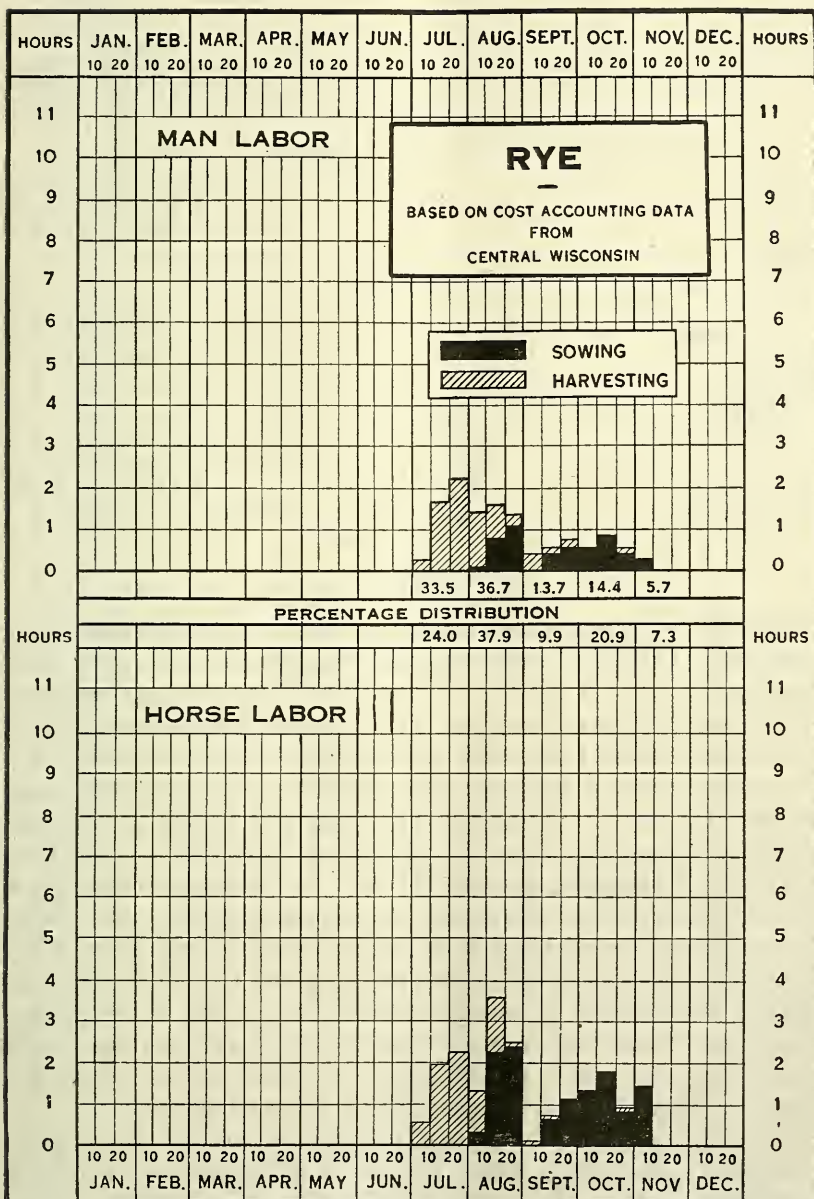 HOURS JAN. FEB. MAR. APR. MAY JUN. JUL. AUG. SEPT. OCT. NOV. DEC. HOURS
10 20 10 20 10 20 10 20 10 20 10 20 10 20 10 20 10 20 10 20 10 20 10 20
11 11
MAN LABOR
RYE
10 10
BASED ON COST ACCOUNTING DATA
9 9
FROM
8 8
CENTRAL WISCONSIN
7 7
6 6
SOWING
5 5
HARVESTING
4 4
3 3
2 2
1 1
0 0
33.5 36.7 13.7 14.4 5.7
PERCENTAGE DISTRIBUTION
HOURS 24.0 37.9 9.9 20.9 7.3 HOURS
11 11
HORSE LABOR
10 10
9 9
8 8
7 7
6 6
5 5
4 4
3 3
2 2
1 1
0 0
10 20 10 20 10 20 10 20 10 20 10 20 10 20 10 20 10 20 10 20 10 20 10 20
JAN. FEB. MAR. APR. MAY JUN. JUL. AUG. SEPT. OCT. NOV DEC.